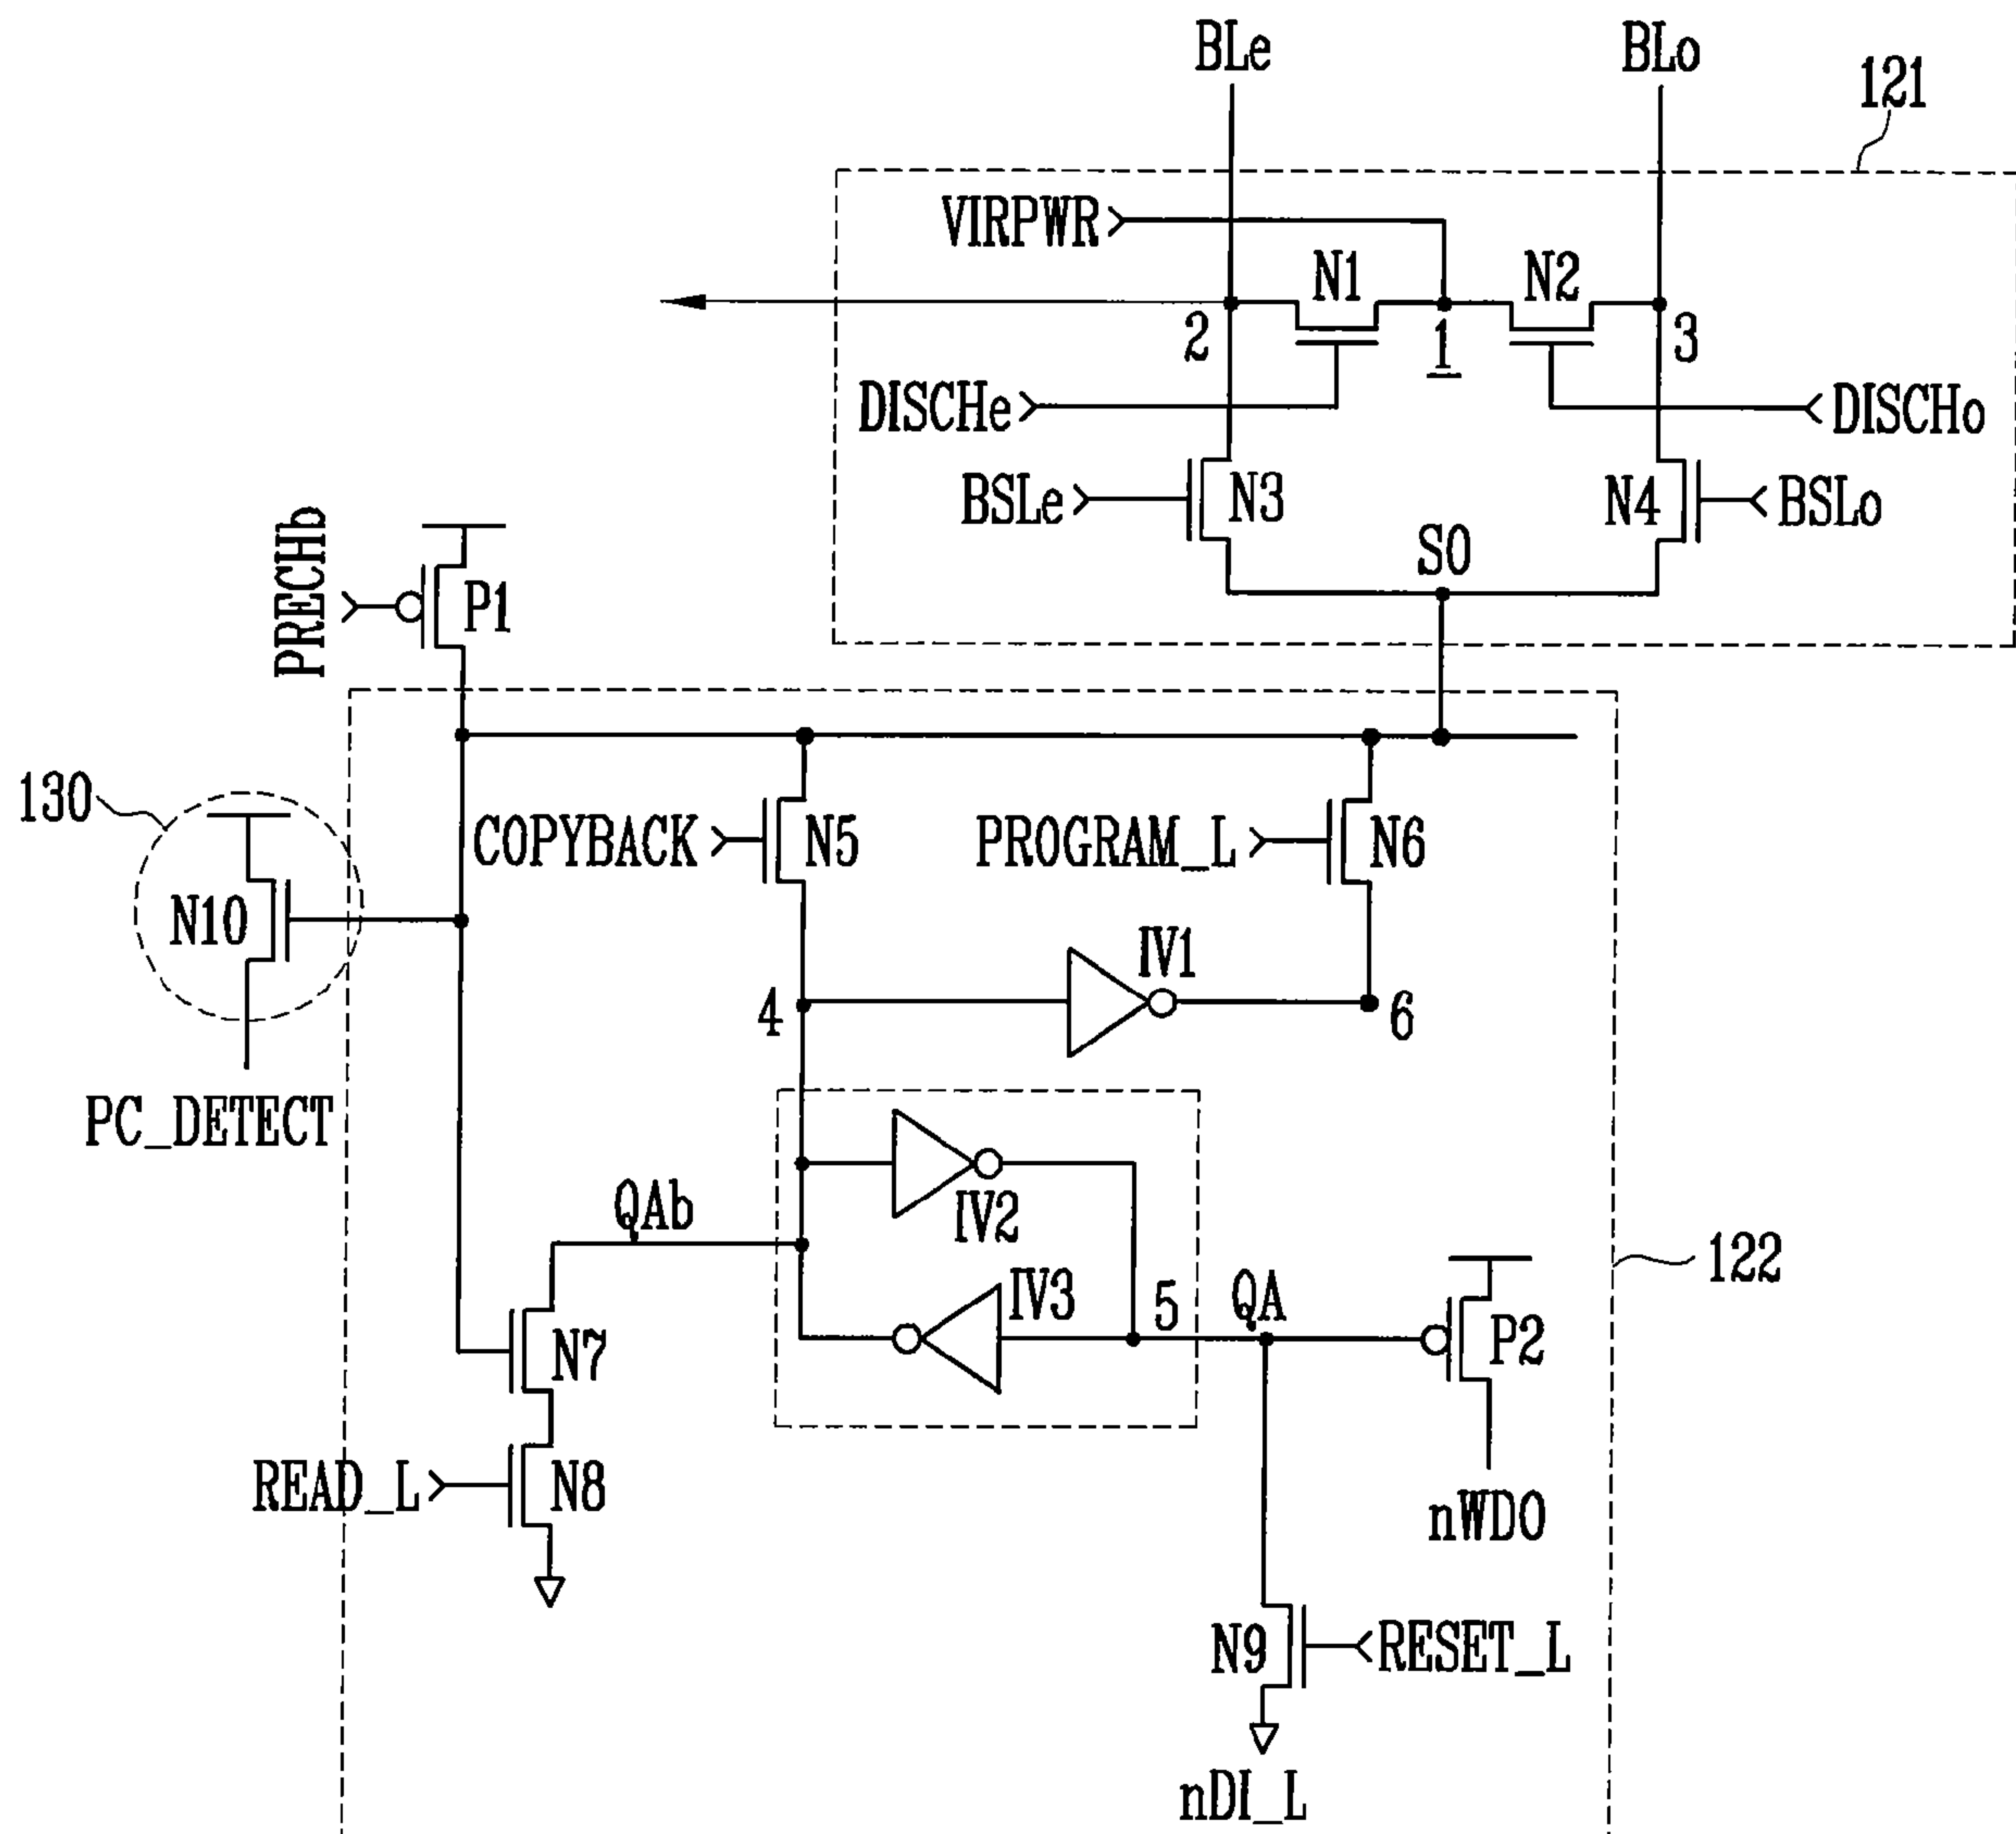 BLe
BLo
121
VIRPWR
N1
N2
2
1
3
DISCHe
DISCHo
BSLe
N3
N4
BSLo
PRECHb
P1
SO
130
COPYBACK
N5
PROGRAM_L
N6
N10
IV1
4
6
PC_DETECT
QAb
IV2
122
IV3
5
QA
N7
P2
READ_L
N8
nWDO
N9
RESET_L
nDI_L